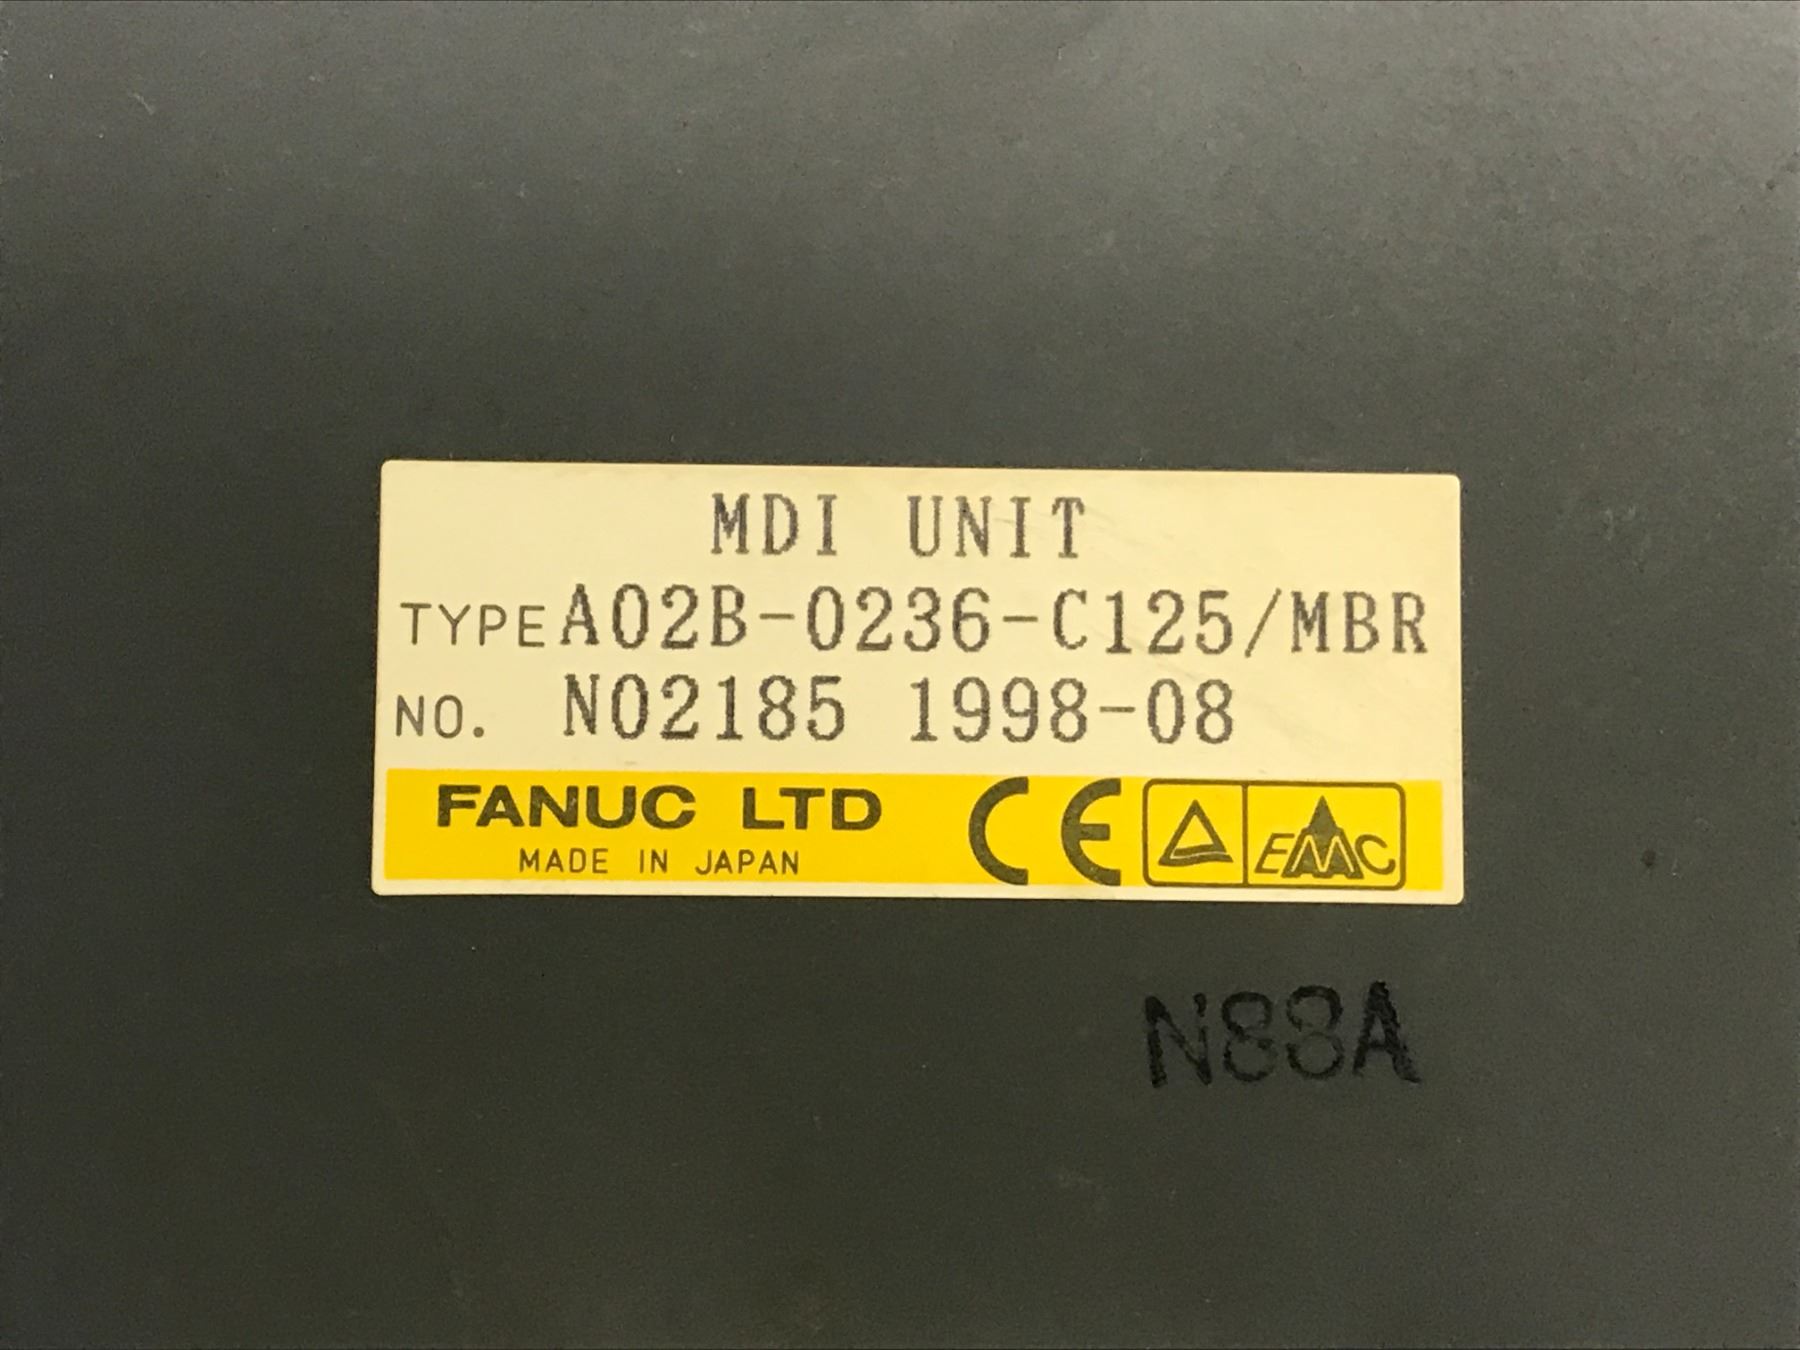 MDI UNIT
TYPE A02B-0236-C125/MBR
NO. N02185 1998-08
FANUC LTD CE EMC
MADE IN JAPAN
N88A